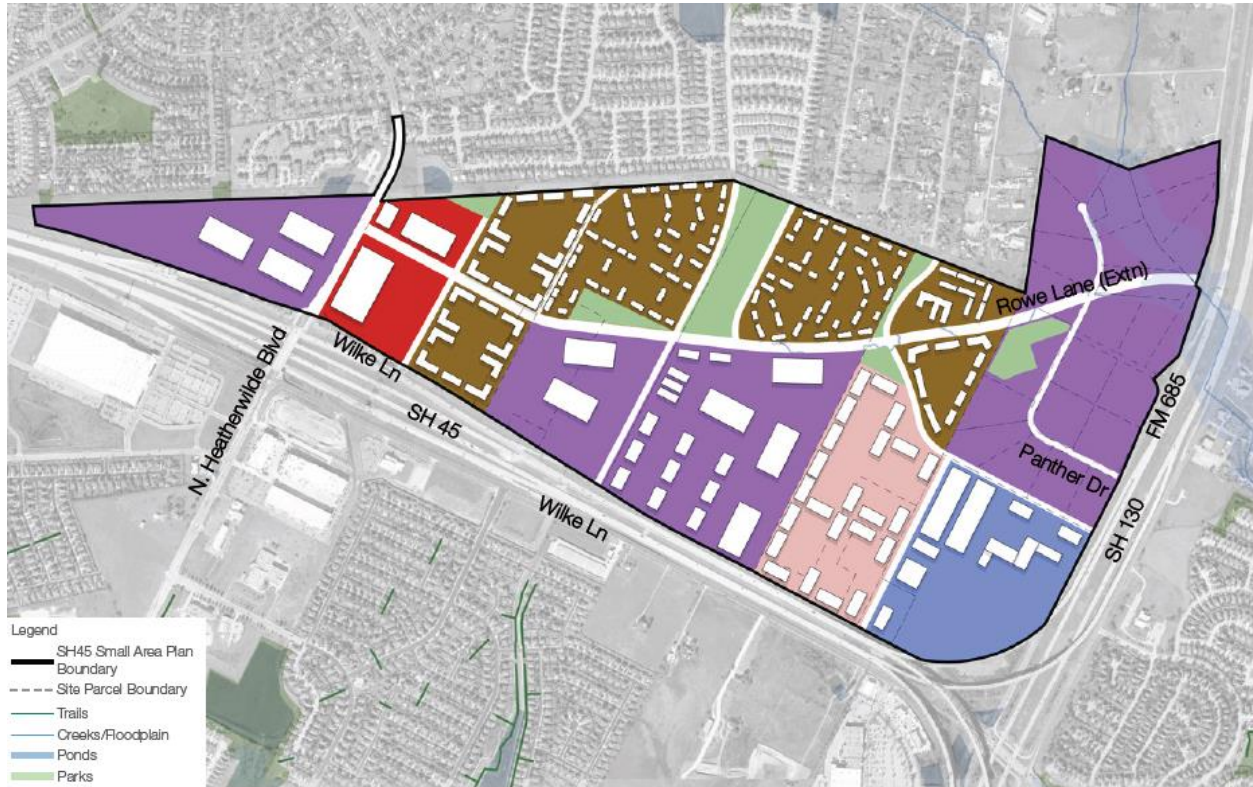 Rowe Lane (Extn)
N. Heatherwilde Blvd
Wilke Ln
SH 45
Wilke Ln
Panther Dr
FM 685
SH 130
Legend
SH45 Small Area Plan
Boundary
Site Parcel Boundary
Trails
Creeks/Floodplain
Ponds
Parks